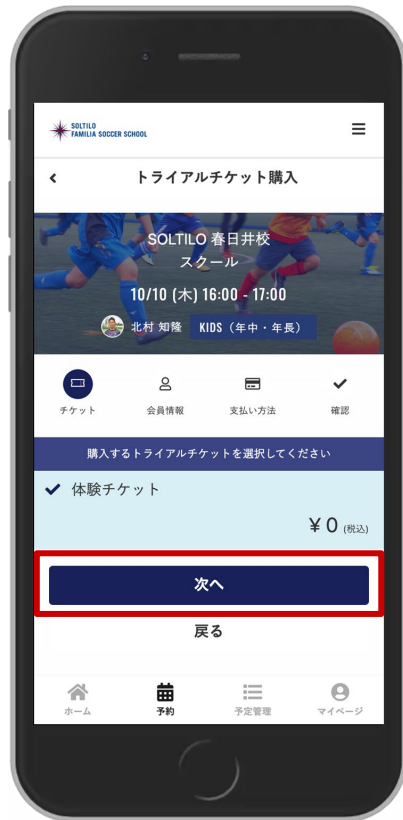 SOLTILO
FAMILIA SOCCER SCHOOL
トライアルチケット購入
SOLTILO 春日井校
スクール
10/10 (木) 16:00 - 17:00
北村 知隆 KIDS（年中・年長）
チケット 会員情報 支払い方法 確認
購入するトライアルチケットを選択してください
体験チケット
¥0 (税込)
次へ
戻る
ホーム 予約 予定管理 マイページ